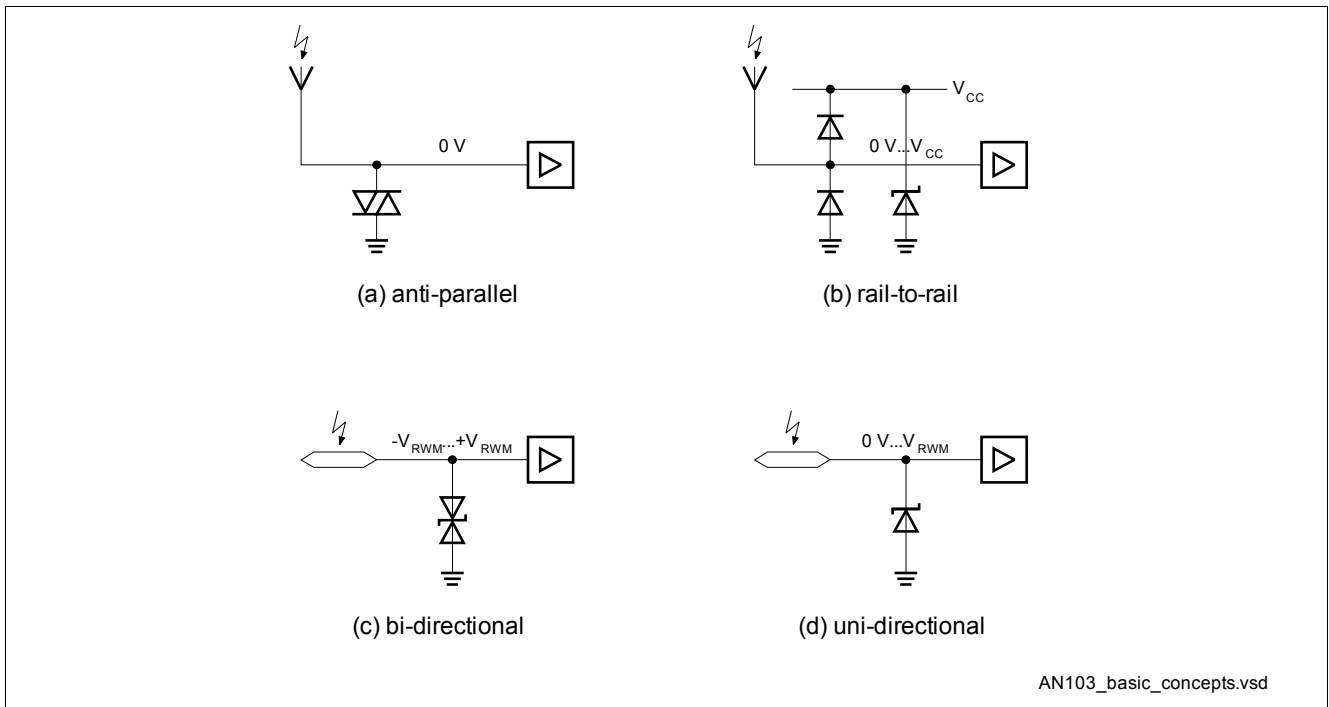 V CC
0 V
0 V...V CC
(a) anti-parallel
(b) rail-to-rail
-V RWM...+V RWM
0 V...V RWM
(c) bi-directional
(d) uni-directional
AN103_basic_concepts.vsd